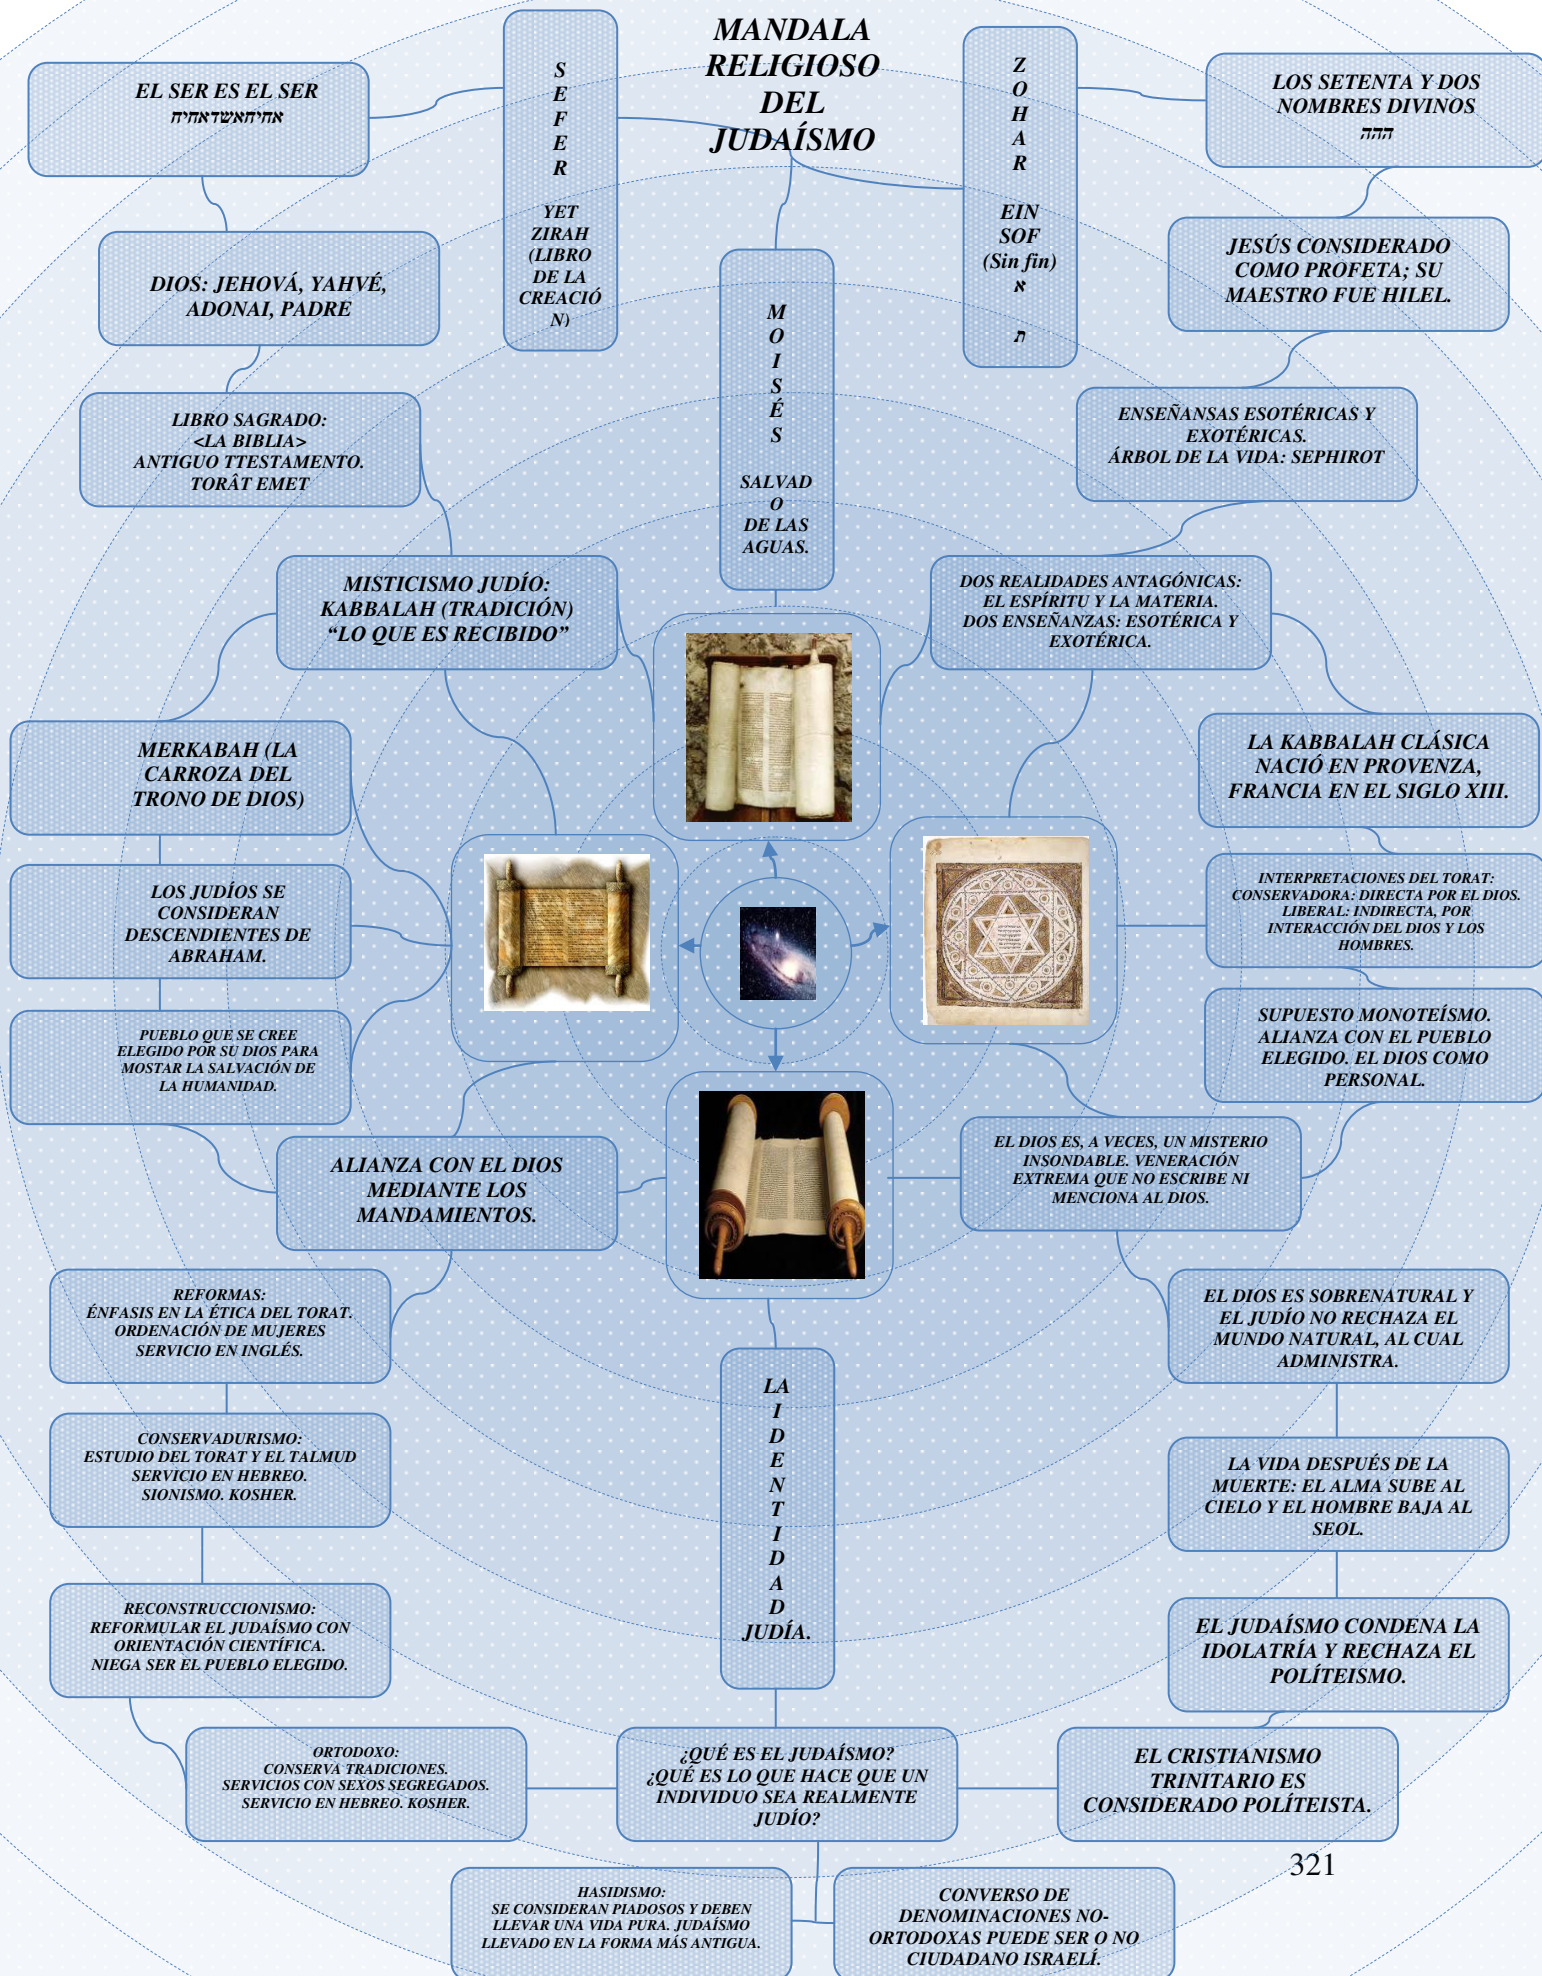 MANDALA
RELIGIOSO
DEL
JUDAÍSMO
EL SER ES EL SER
אהיהאשדאהיה
S
E
F
E
R
YET
ZIRAH
(LIBRO
DE LA
CREACIÓ
N)
Z
O
H
A
R
EIN
SOF
(Sin fin)
א
ת
LOS SETENTA Y DOS
NOMBRES DIVINOS
ההה
DIOS: JEHOVÁ, YAHVÉ,
ADONAI, PADRE
M
O
I
S
É
S
SALVAD
O
DE LAS
AGUAS.
JESÚS CONSIDERADO
COMO PROFETA; SU
MAESTRO FUE HILEL.
LIBRO SAGRADO:
<LA BIBLIA>
ANTIGUO TTESTAMENTO.
TORÂT EMET
ENSEÑANSAS ESOTÉRICAS Y
EXOTÉRICAS.
ÁRBOL DE LA VIDA: SEPHIROT
MISTICISMO JUDÍO:
KABBALAH (TRADICIÓN)
“LO QUE ES RECIBIDO”
DOS REALIDADES ANTAGÓNICAS:
EL ESPÍRITU Y LA MATERIA.
DOS ENSEÑANZAS: ESOTÉRICA Y
EXOTÉRICA.
MERKABAH (LA
CARROZA DEL
TRONO DE DIOS)
LA KABBALAH CLÁSICA
NACIÓ EN PROVENZA,
FRANCIA EN EL SIGLO XIII.
LOS JUDÍOS SE
CONSIDERAN
DESCENDIENTES DE
ABRAHAM.
INTERPRETACIONES DEL TORAT:
CONSERVADORA: DIRECTA POR EL DIOS.
LIBERAL: INDIRECTA, POR
INTERACCIÓN DEL DIOS Y LOS
HOMBRES.
PUEBLO QUE SE CREE
ELEGIDO POR SU DIOS PARA
MOSTAR LA SALVACIÓN DE
LA HUMANIDAD.
SUPUESTO MONOTEÍSMO.
ALIANZA CON EL PUEBLO
ELEGIDO. EL DIOS COMO
PERSONAL.
ALIANZA CON EL DIOS
MEDIANTE LOS
MANDAMIENTOS.
EL DIOS ES, A VECES, UN MISTERIO
INSONDABLE. VENERACIÓN
EXTREMA QUE NO ESCRIBE NI
MENCIONA AL DIOS.
REFORMAS:
ÉNFASIS EN LA ÉTICA DEL TORAT.
ORDENACIÓN DE MUJERES
SERVICIO EN INGLÉS.
EL DIOS ES SOBRENATURAL Y
EL JUDÍO NO RECHAZA EL
MUNDO NATURAL, AL CUAL
ADMINISTRA.
LA
I
D
E
N
T
I
D
A
D
JUDÍA.
CONSERVADURISMO:
ESTUDIO DEL TORAT Y EL TALMUD
SERVICIO EN HEBREO.
SIONISMO. KOSHER.
LA VIDA DESPUÉS DE LA
MUERTE: EL ALMA SUBE AL
CIELO Y EL HOMBRE BAJA AL
SEOL.
RECONSTRUCCIONISMO:
REFORMULAR EL JUDAÍSMO CON
ORIENTACIÓN CIENTÍFICA.
NIEGA SER EL PUEBLO ELEGIDO.
EL JUDAÍSMO CONDENA LA
IDOLATRÍA Y RECHAZA EL
POLÍTEISMO.
ORTODOXO:
CONSERVA TRADICIONES.
SERVICIOS CON SEXOS SEGREGADOS.
SERVICIO EN HEBREO. KOSHER.
¿QUÉ ES EL JUDAÍSMO?
¿QUÉ ES LO QUE HACE QUE UN
INDIVIDUO SEA REALMENTE
JUDÍO?
EL CRISTIANISMO
TRINITARIO ES
CONSIDERADO POLÍTEISTA.
321
HASIDISMO:
SE CONSIDERAN PIADOSOS Y DEBEN
LLEVAR UNA VIDA PURA. JUDAÍSMO
LLEVADO EN LA FORMA MÁS ANTIGUA.
CONVERSO DE
DENOMINACIONES NO-
ORTODOXAS PUEDE SER O NO
CIUDADANO ISRAELÍ.